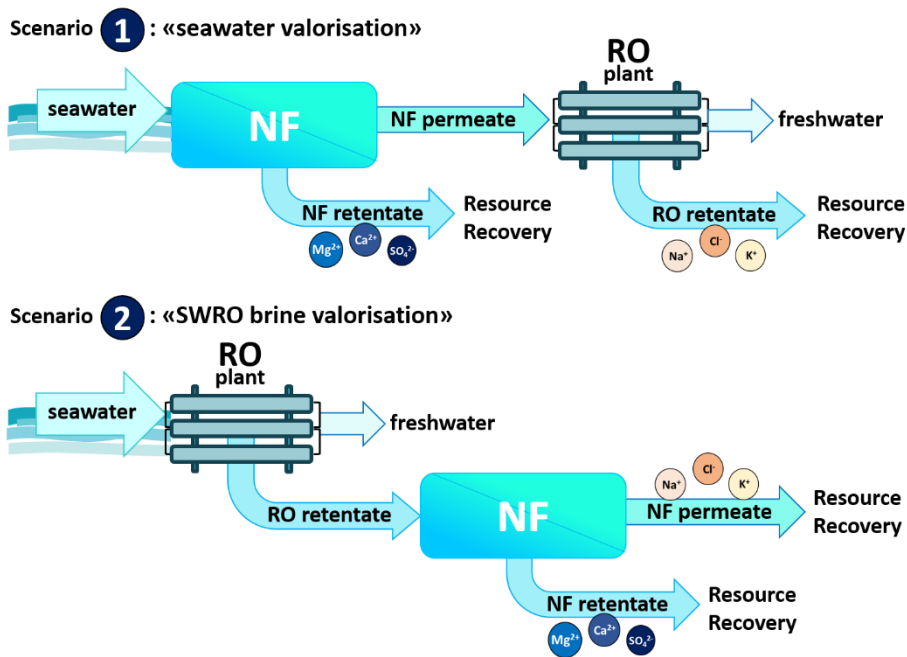 Scenario 1 : «seawater valorisation»
RO
plant
seawater
NF
NF permeate
freshwater
NF retentate
Resource
Recovery
Mg²⁺
Ca²⁺
SO₄²⁻
RO retentate
Resource
Recovery
Na⁺
Cl⁻
K⁺
Scenario 2 : «SWRO brine valorisation»
RO
plant
seawater
freshwater
RO retentate
NF
Na⁺
Cl⁻
K⁺
NF permeate
Resource
Recovery
NF retentate
Resource
Recovery
Mg²⁺
Ca²⁺
SO₄²⁻